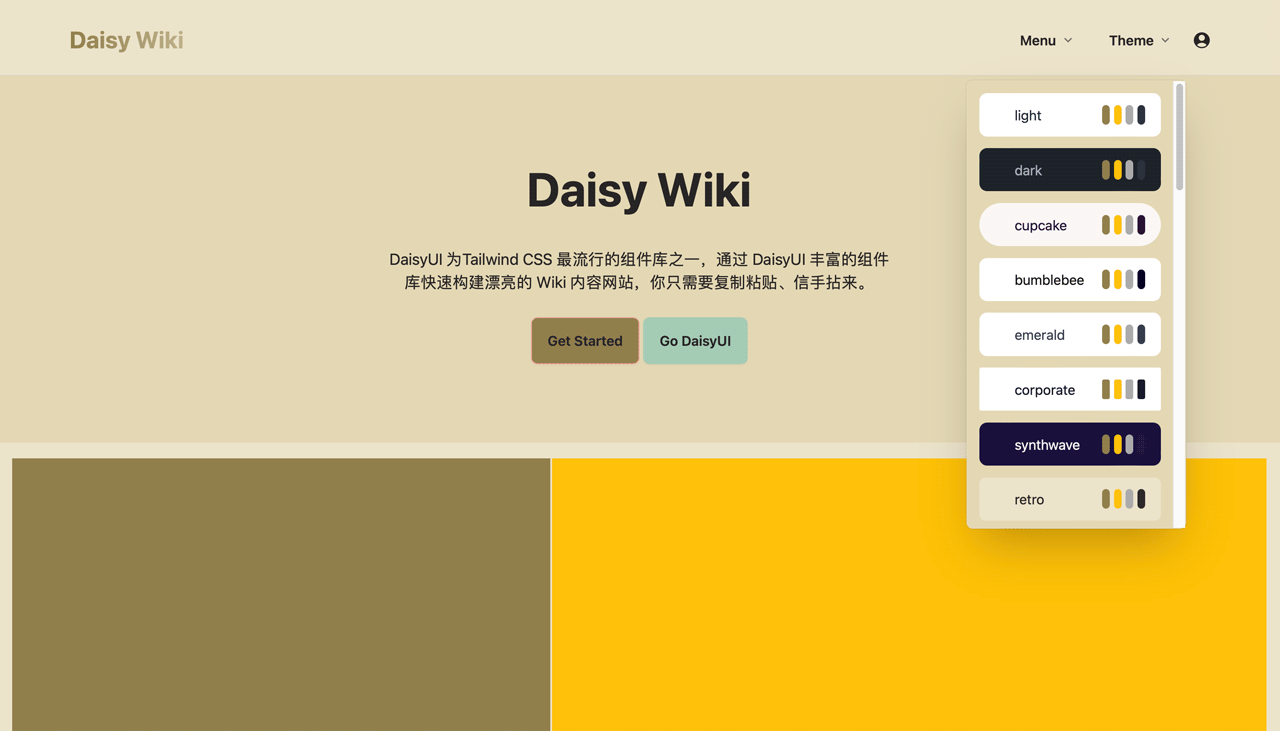 Daisy Wiki
Menu
Theme
light
dark
cupcake
bumblebee
emerald
corporate
synthwave
retro
Daisy Wiki
DaisyUI 为Tailwind CSS 最流行的组件库之一，通过 DaisyUI 丰富的组件
库快速构建漂亮的 Wiki 内容网站，你只需要复制粘贴、信手拈来。
Get Started
Go DaisyUI